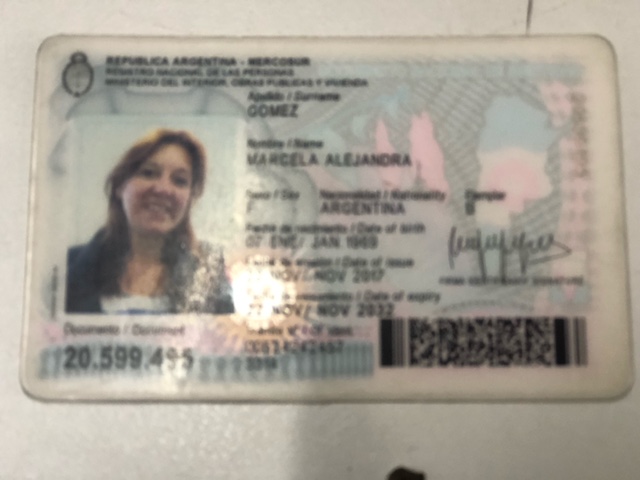 REPUBLICA ARGENTINA - MERCOSUR
REGISTRO NACIONAL DE LAS PERSONAS
MINISTERIO DEL INTERIOR, OBRAS PUBLICAS Y VIVIENDA
Apellido / Surname
GOMEZ
Nombre / Name
MARCELA ALEJANDRA
Sexo / Sex Nacionalidad / Nationality Ejemplar
F ARGENTINA B
Fecha de nacimiento / Date of birth
07 ENE/ JAN 1969
Fecha de emisión / Date of issue
NOV/ NOV 2017
Fecha de vencimiento / Date of expiry
NOV/ NOV 2032
Documento / Document
20.599.495